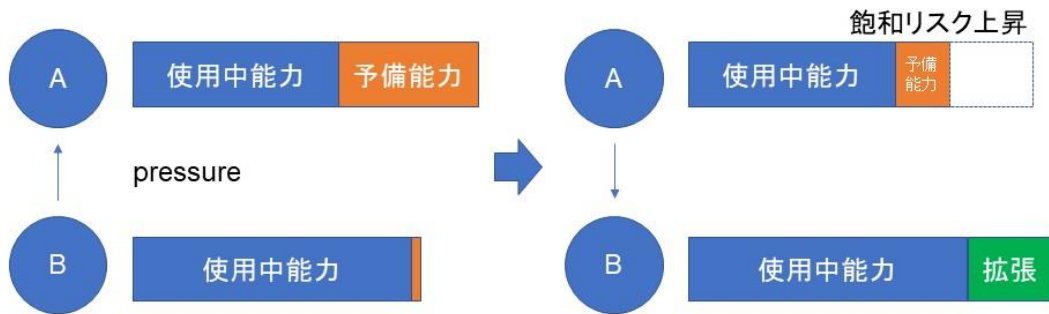 飽和リスク上昇
A
使用中能力
予備能力
A
使用中能力
予備
能力
pressure
B
使用中能力
B
使用中能力
拡張